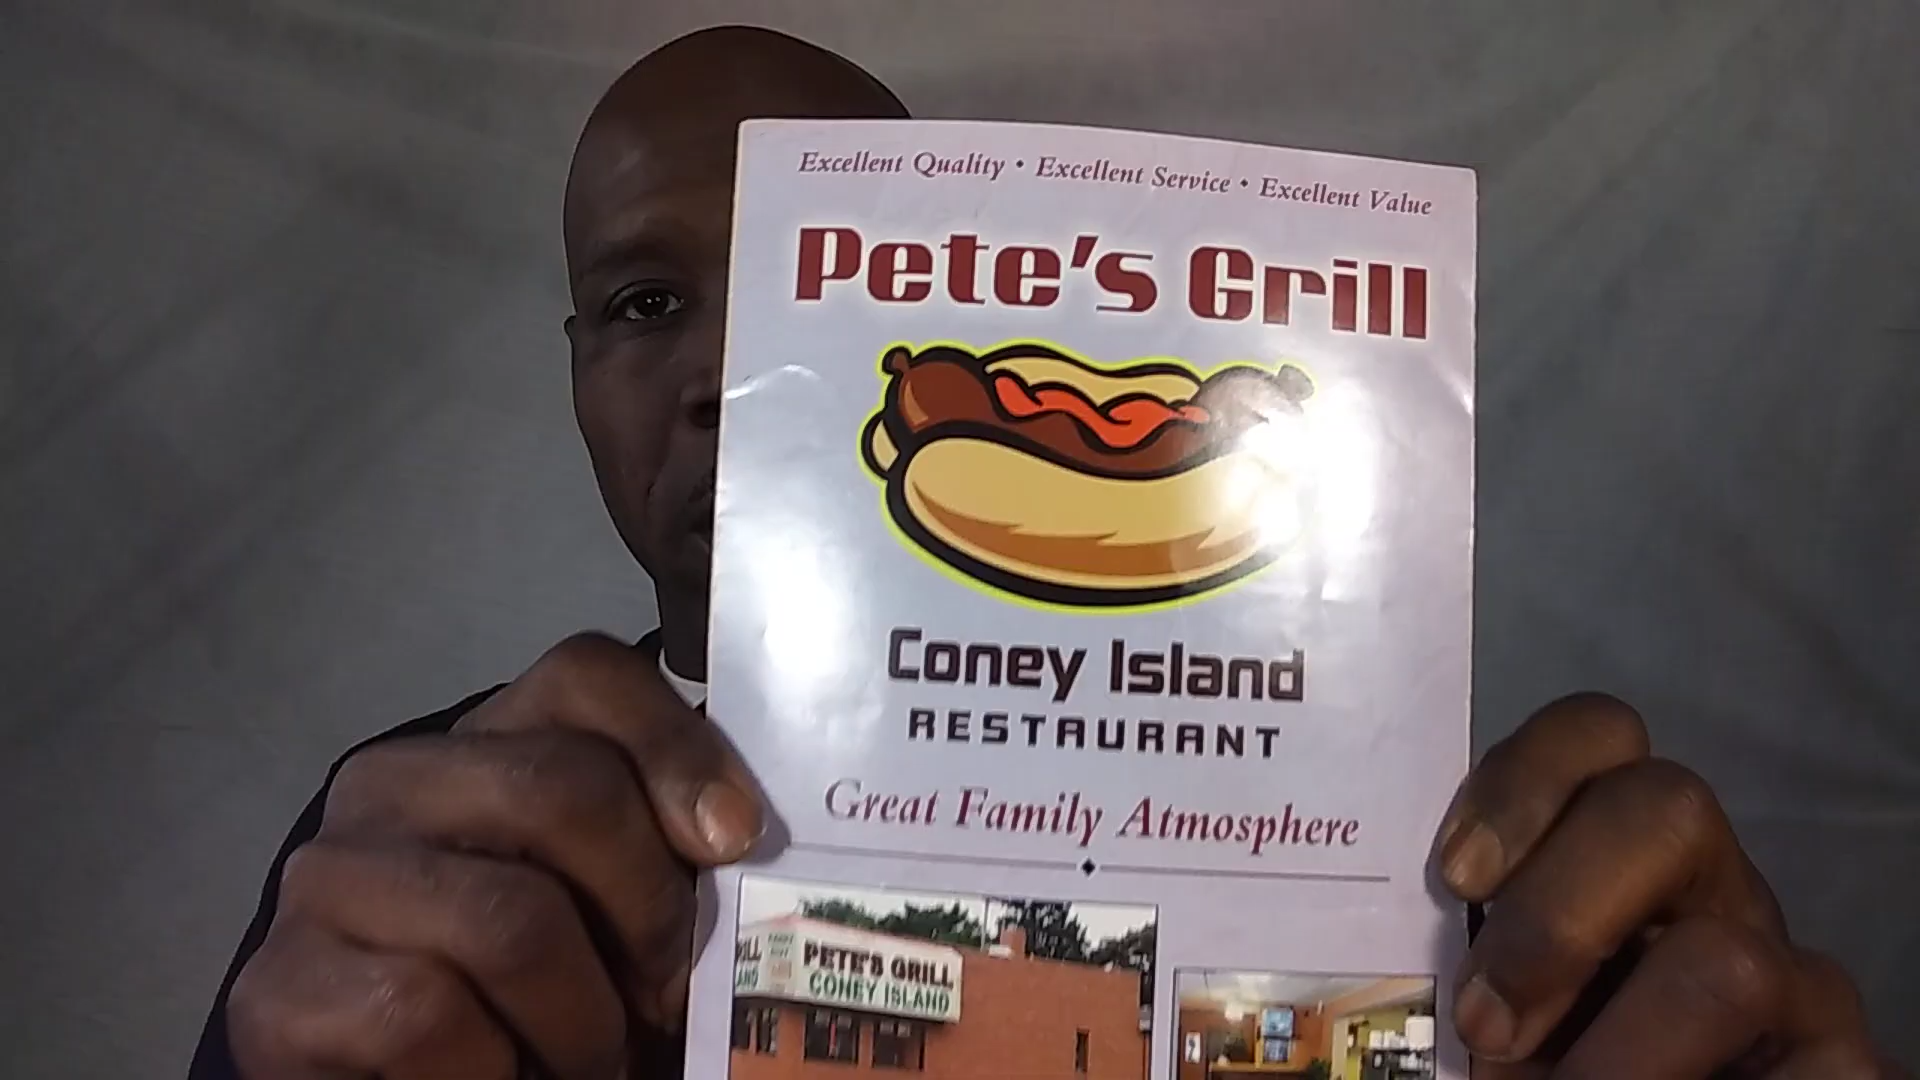 Excellent Quality • Excellent Service • Excellent Value
Pete's Grill
Coney Island
RESTAURANT
Great Family Atmosphere
PETE'S GRILL
CONEY ISLAND